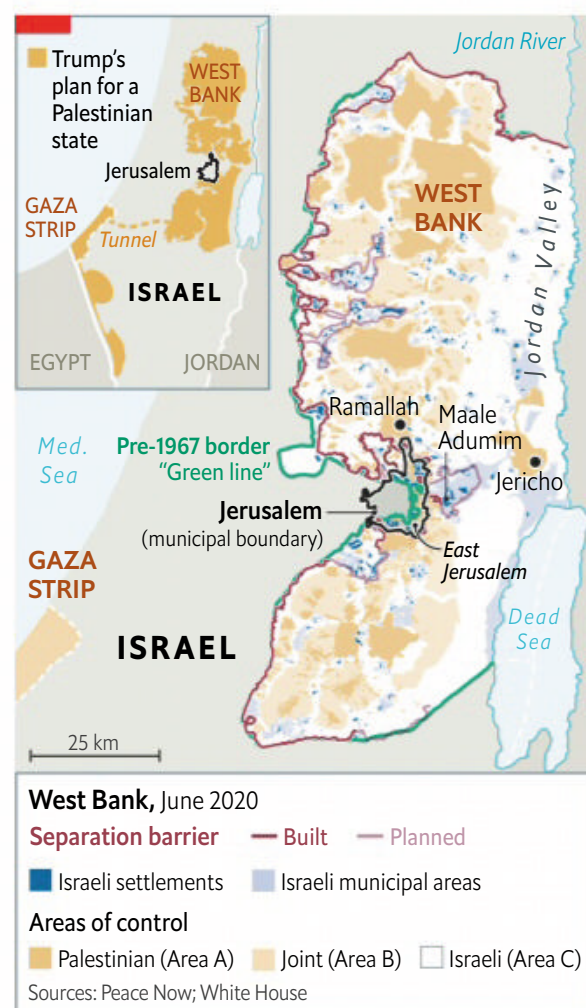 Trump's
plan for a
Palestinian
state
WEST
BANK
Jerusalem
GAZA
STRIP
Tunnel
ISRAEL
EGYPT
JORDAN
Jordan River
WEST
BANK
Jordan Valley
Ramallah
Maale
Adumim
Jericho
Med.
Sea
Pre-1967 border
“Green line”
Jerusalem
(municipal boundary)
East
Jerusalem
GAZA
STRIP
ISRAEL
Dead
Sea
25 km
West Bank, June 2020
Separation barrier Built Planned
Israeli settlements Israeli municipal areas
Areas of control
Palestinian (Area A) Joint (Area B) Israeli (Area C)
Sources: Peace Now; White House